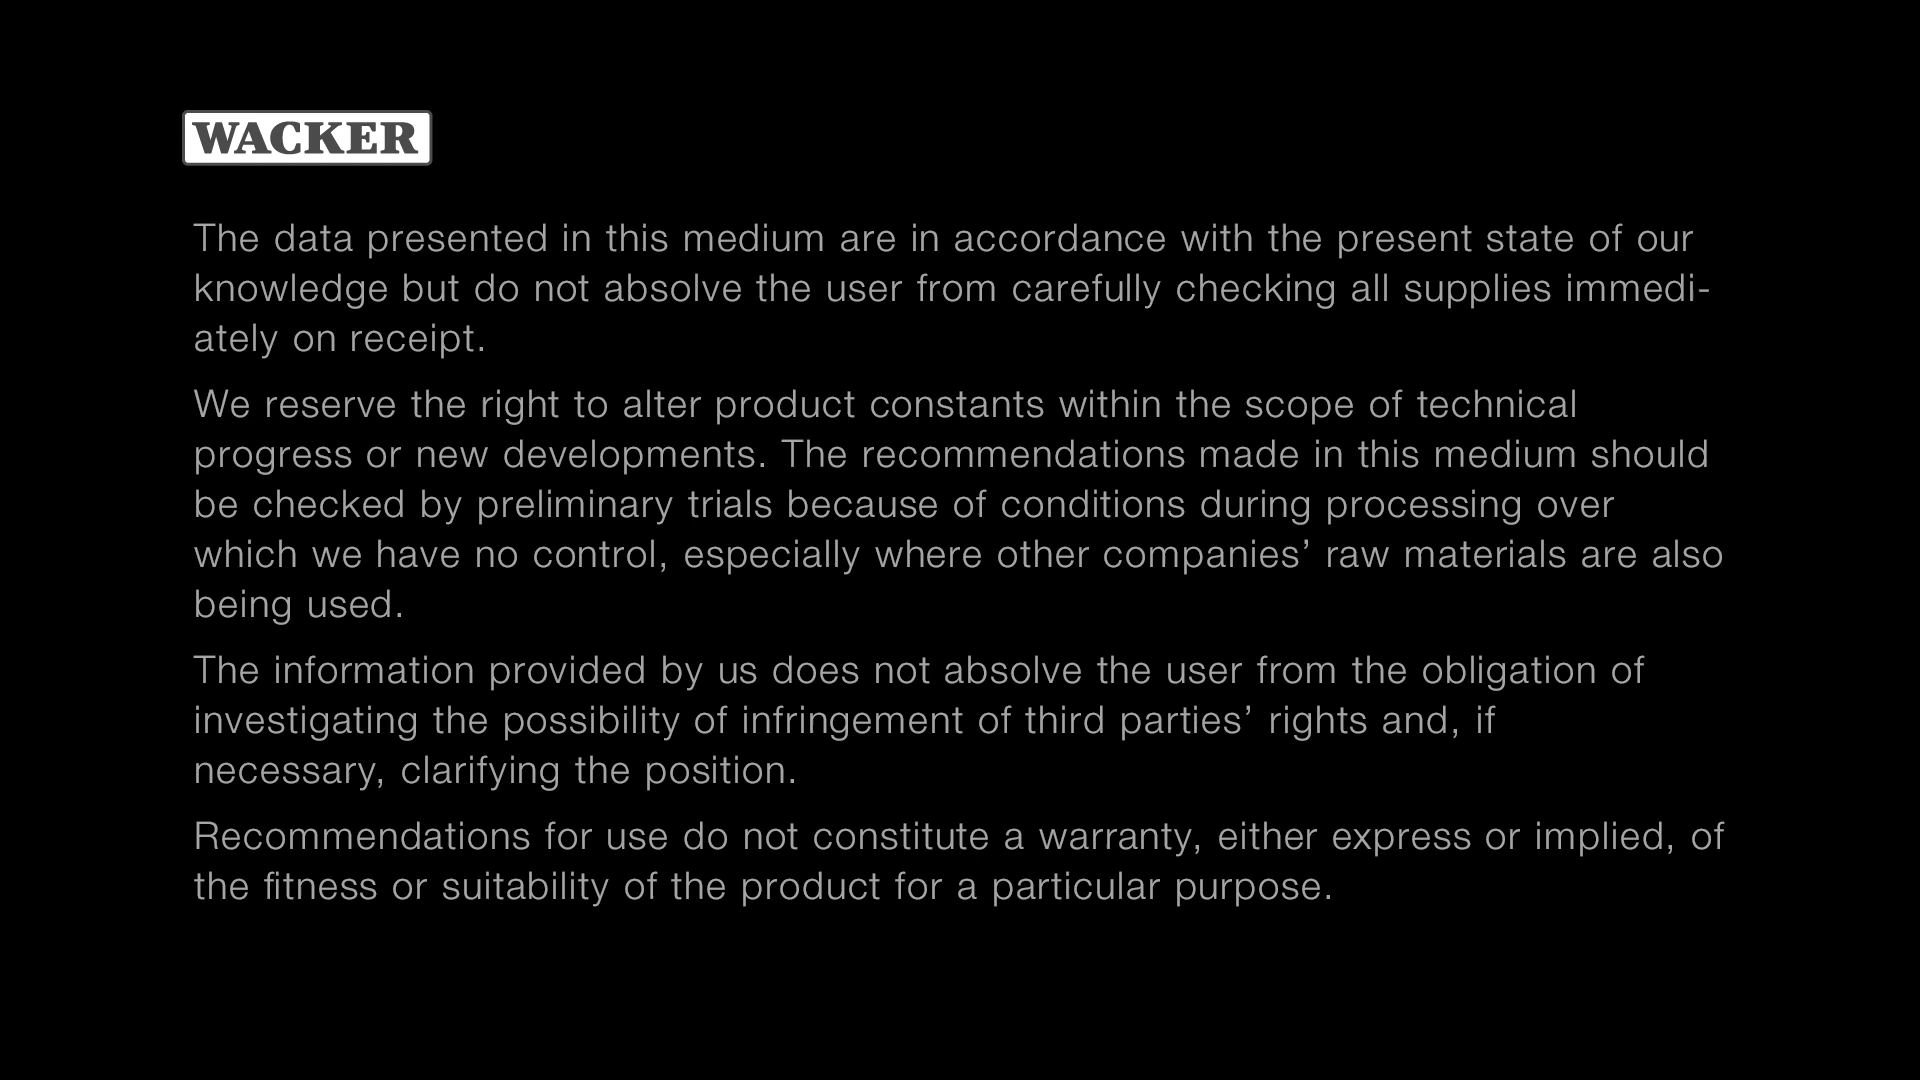 WACKER
The data presented in this medium are in accordance with the present state of our
knowledge but do not absolve the user from carefully checking all supplies immedi-
ately on receipt.
We reserve the right to alter product constants within the scope of technical
progress or new developments. The recommendations made in this medium should
be checked by preliminary trials because of conditions during processing over
which we have no control, especially where other companies’ raw materials are also
being used.
The information provided by us does not absolve the user from the obligation of
investigating the possibility of infringement of third parties’ rights and, if
necessary, clarifying the position.
Recommendations for use do not constitute a warranty, either express or implied, of
the fitness or suitability of the product for a particular purpose.